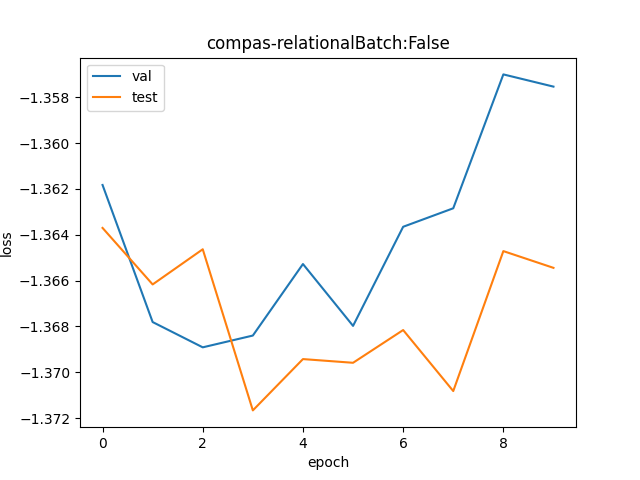 compas-relationalBatch:False
val
test
−1.358
−1.360
−1.362
−1.364
−1.366
−1.368
−1.370
−1.372
loss
0 2 4 6 8
epoch